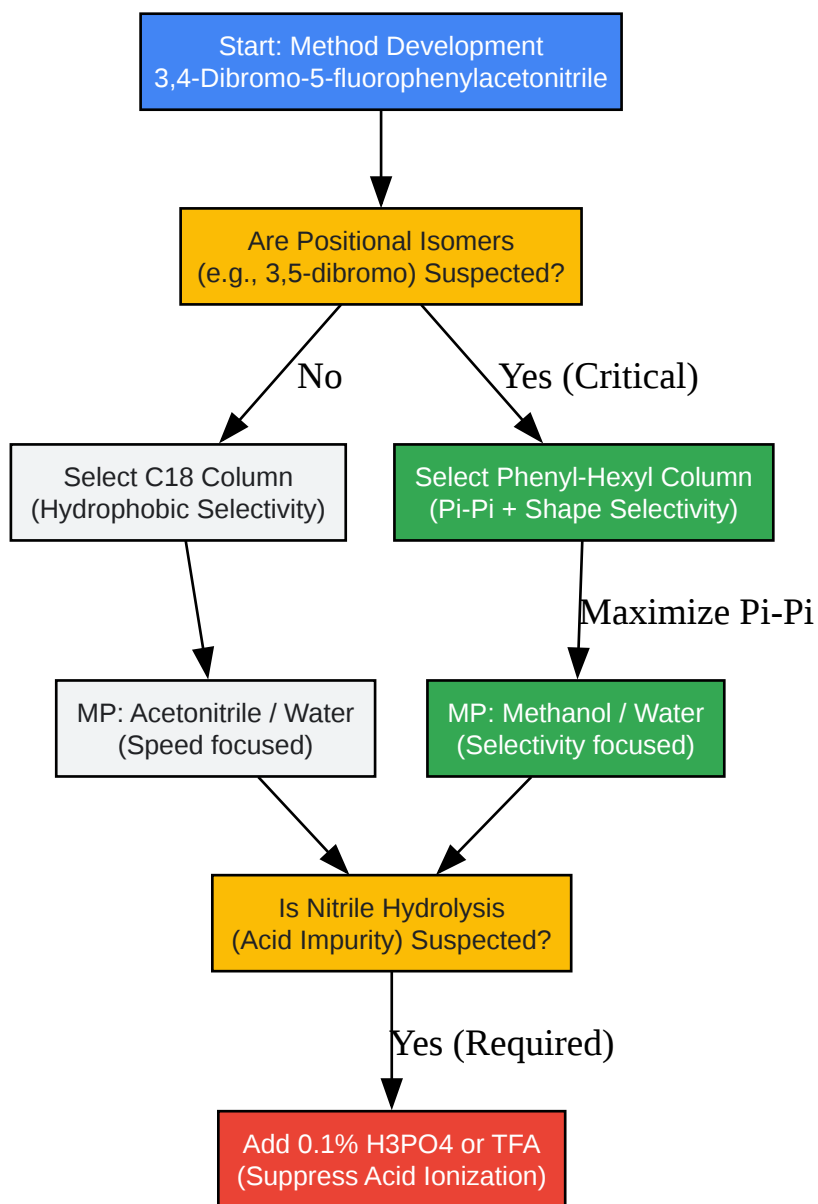 Start: Method Development
3,4-Dibromo-5-fluorophenylacetonitrile
Are Positional Isomers
(e.g., 3,5-dibromo) Suspected?
No
Yes (Critical)
Select C18 Column
(Hydrophobic Selectivity)
Select Phenyl-Hexyl Column
(Pi-Pi + Shape Selectivity)
Maximize Pi-Pi
MP: Acetonitrile / Water
(Speed focused)
MP: Methanol / Water
(Selectivity focused)
Is Nitrile Hydrolysis
(Acid Impurity) Suspected?
Yes (Required)
Add 0.1% H3PO4 or TFA
(Suppress Acid Ionization)